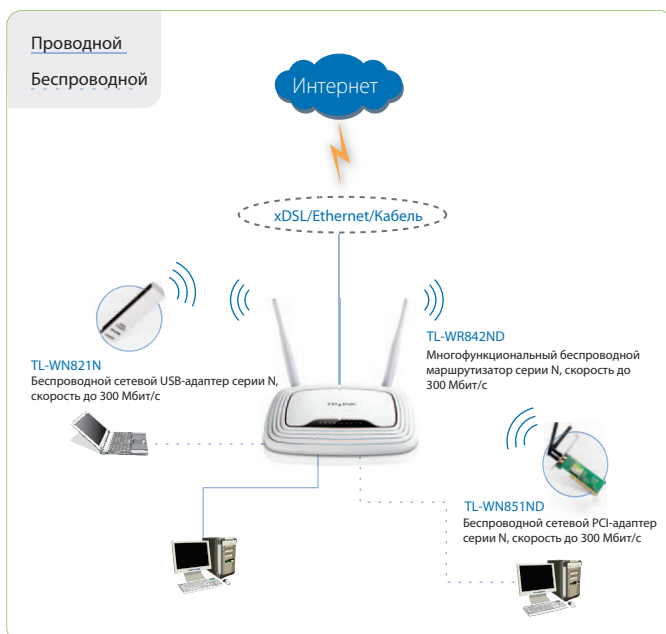 Проводной
Беспроводной
Интернет
xDSL/Ethernet/Кабель
TL-WN821N
Беспроводной сетевой USB-адаптер серии N,
скорость до 300 Мбит/с
TL-WR842ND
Многофункциональный беспроводной
маршрутизатор серии N, скорость до
300 Мбит/с
TP-LINK
TL-WN851ND
Беспроводной сетевой PCI-адаптер
серии N, скорость до 300 Мбит/с